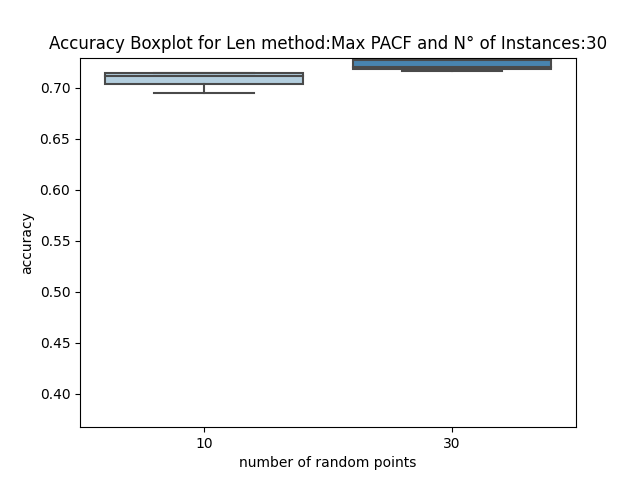 Accuracy Boxplot for Len method:Max PACF and N° of Instances:30
0.70
0.65
0.60
0.55
0.50
0.45
0.40
accuracy
10 30
number of random points